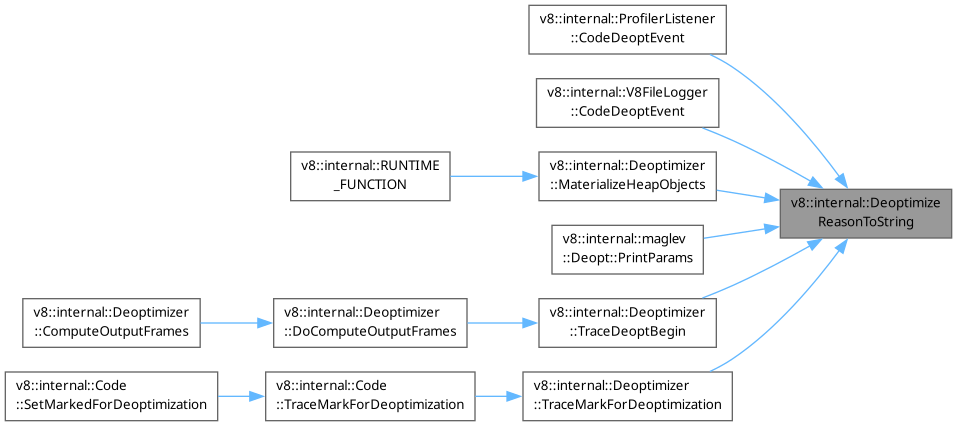 v8::internal::ProfilerListener
::CodeDeoptEvent
v8::internal::V8FileLogger
::CodeDeoptEvent
v8::internal::RUNTIME
_FUNCTION
v8::internal::Deoptimizer
::MaterializeHeapObjects
v8::internal::Deoptimize
ReasonToString
v8::internal::maglev
::Deopt::PrintParams
v8::internal::Deoptimizer
::ComputeOutputFrames
v8::internal::Deoptimizer
::DoComputeOutputFrames
v8::internal::Deoptimizer
::TraceDeoptBegin
v8::internal::Code
::SetMarkedForDeoptimization
v8::internal::Code
::TraceMarkForDeoptimization
v8::internal::Deoptimizer
::TraceMarkForDeoptimization